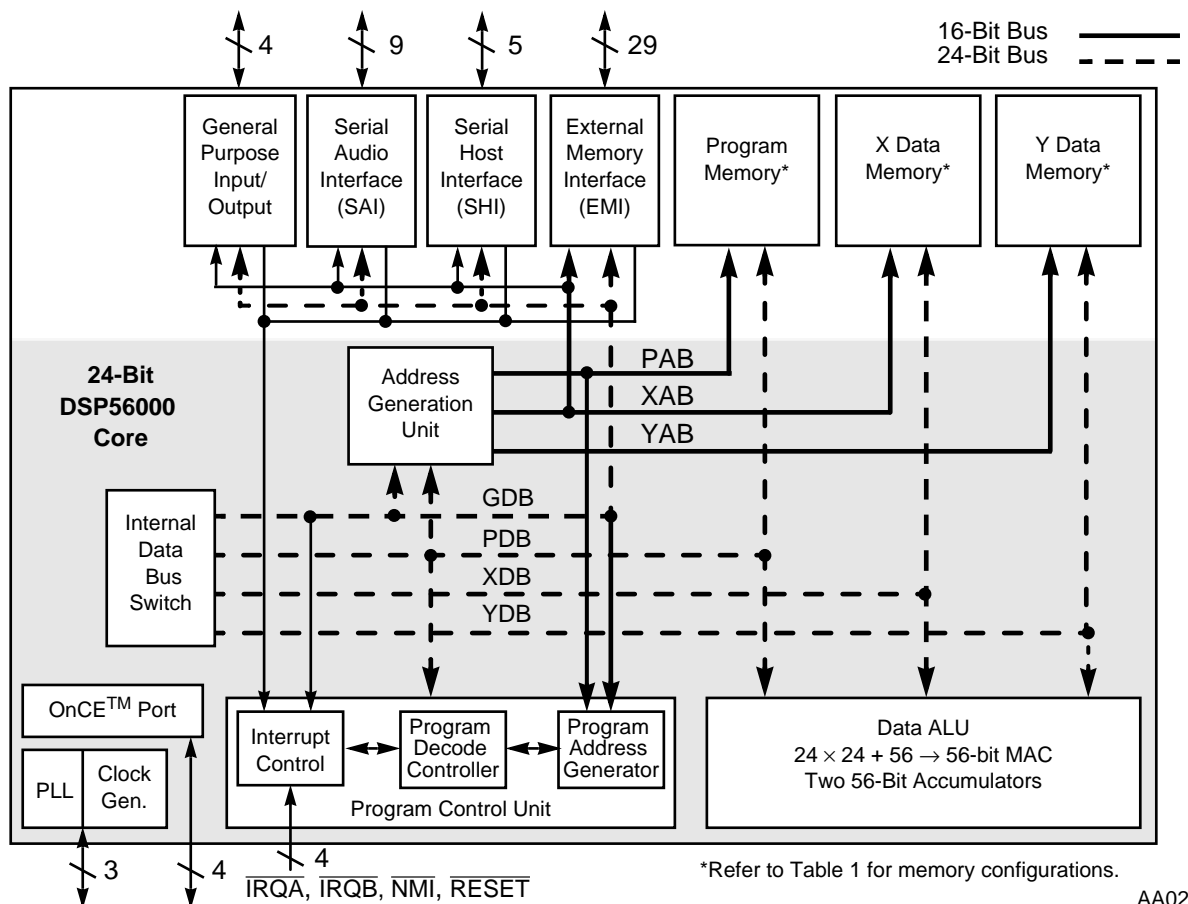 4
9
5
29
16-Bit Bus
24-Bit Bus
General
Purpose
Input/
Output
Serial
Audio
Interface
(SAI)
Serial
Host
Interface
(SHI)
External
Memory
Interface
(EMI)
Program
Memory*
X Data
Memory*
Y Data
Memory*
24-Bit
DSP56000
Core
Address
Generation
Unit
PAB
XAB
YAB
Internal
Data
Bus
Switch
GDB
PDB
XDB
YDB
OnCE™ Port
PLL
Clock
Gen.
Interrupt
Control
Program
Decode
Controller
Program
Address
Generator
Program Control Unit
Data ALU
24 × 24 + 56 → 56-bit MAC
Two 56-Bit Accumulators
3
4
4
IRQA, IRQB, NMI, RESET
*Refer to Table 1 for memory configurations.
AA02